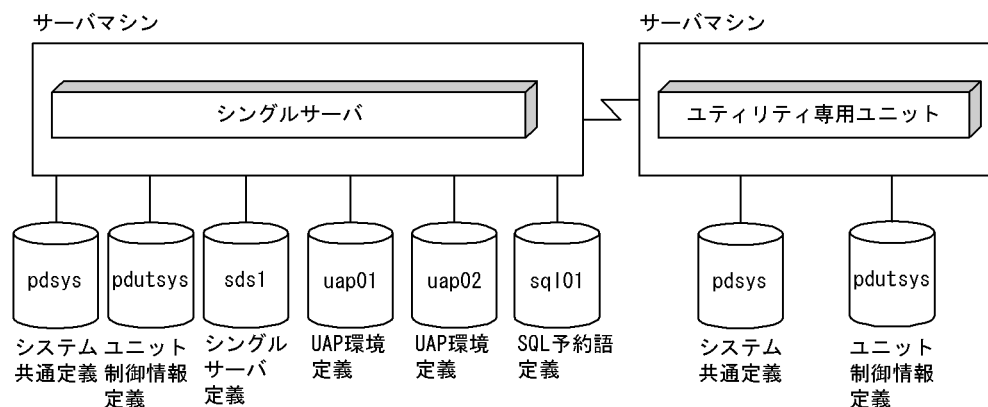 サーバマシン
サーバマシン
シングルサーバ
ユティリティ専用ユニット
pdsys
pdutsys
sds1
uap01
uap02
sql01
pdsys
pdutsys
システム
共通定義
ユニット
制御情報
定義
シングル
サーバ
定義
UAP環境
定義
UAP環境
定義
SQL予約語
定義
システム
共通定義
ユニット
制御情報
定義